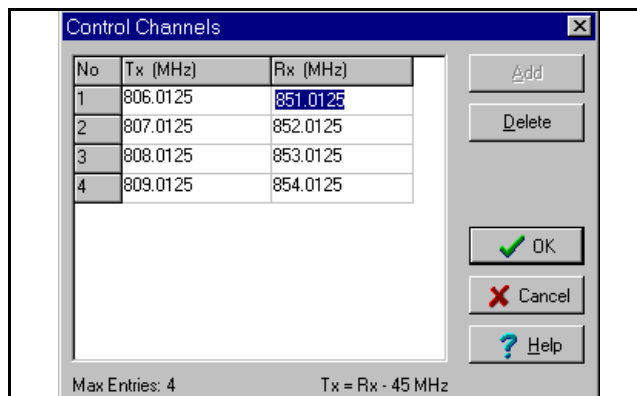 Control Channels
No Tx (MHz) Rx (MHz)
1 806.0125 851.0125
2 807.0125 852.0125
3 808.0125 853.0125
4 809.0125 854.0125
Add
Delete
OK
Cancel
Help
Max Entries: 4 Tx = Rx - 45 MHz